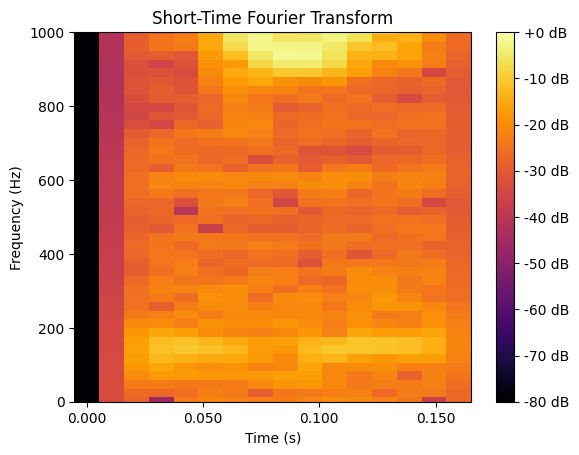 Short-Time Fourier Transform
Frequency (Hz)
1000
800
600
400
200
0
0.000
0.050
0.100
0.150
Time (s)
+0 dB
-10 dB
-20 dB
-30 dB
-40 dB
-50 dB
-60 dB
-70 dB
-80 dB